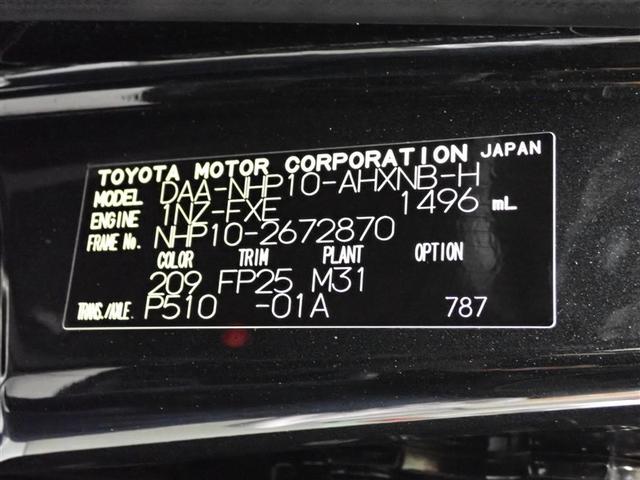 TOYOTA MOTOR CORPORATION JAPAN
MODEL DAA-NHP10-AHXNB-H
ENGINE 1NZ-FXE 1496 mL
FRAME No. NHP10-2672870
COLOR TRIM PLANT OPTION
209 FP25 M31
TRANS./AXLE. P510 -01A 787